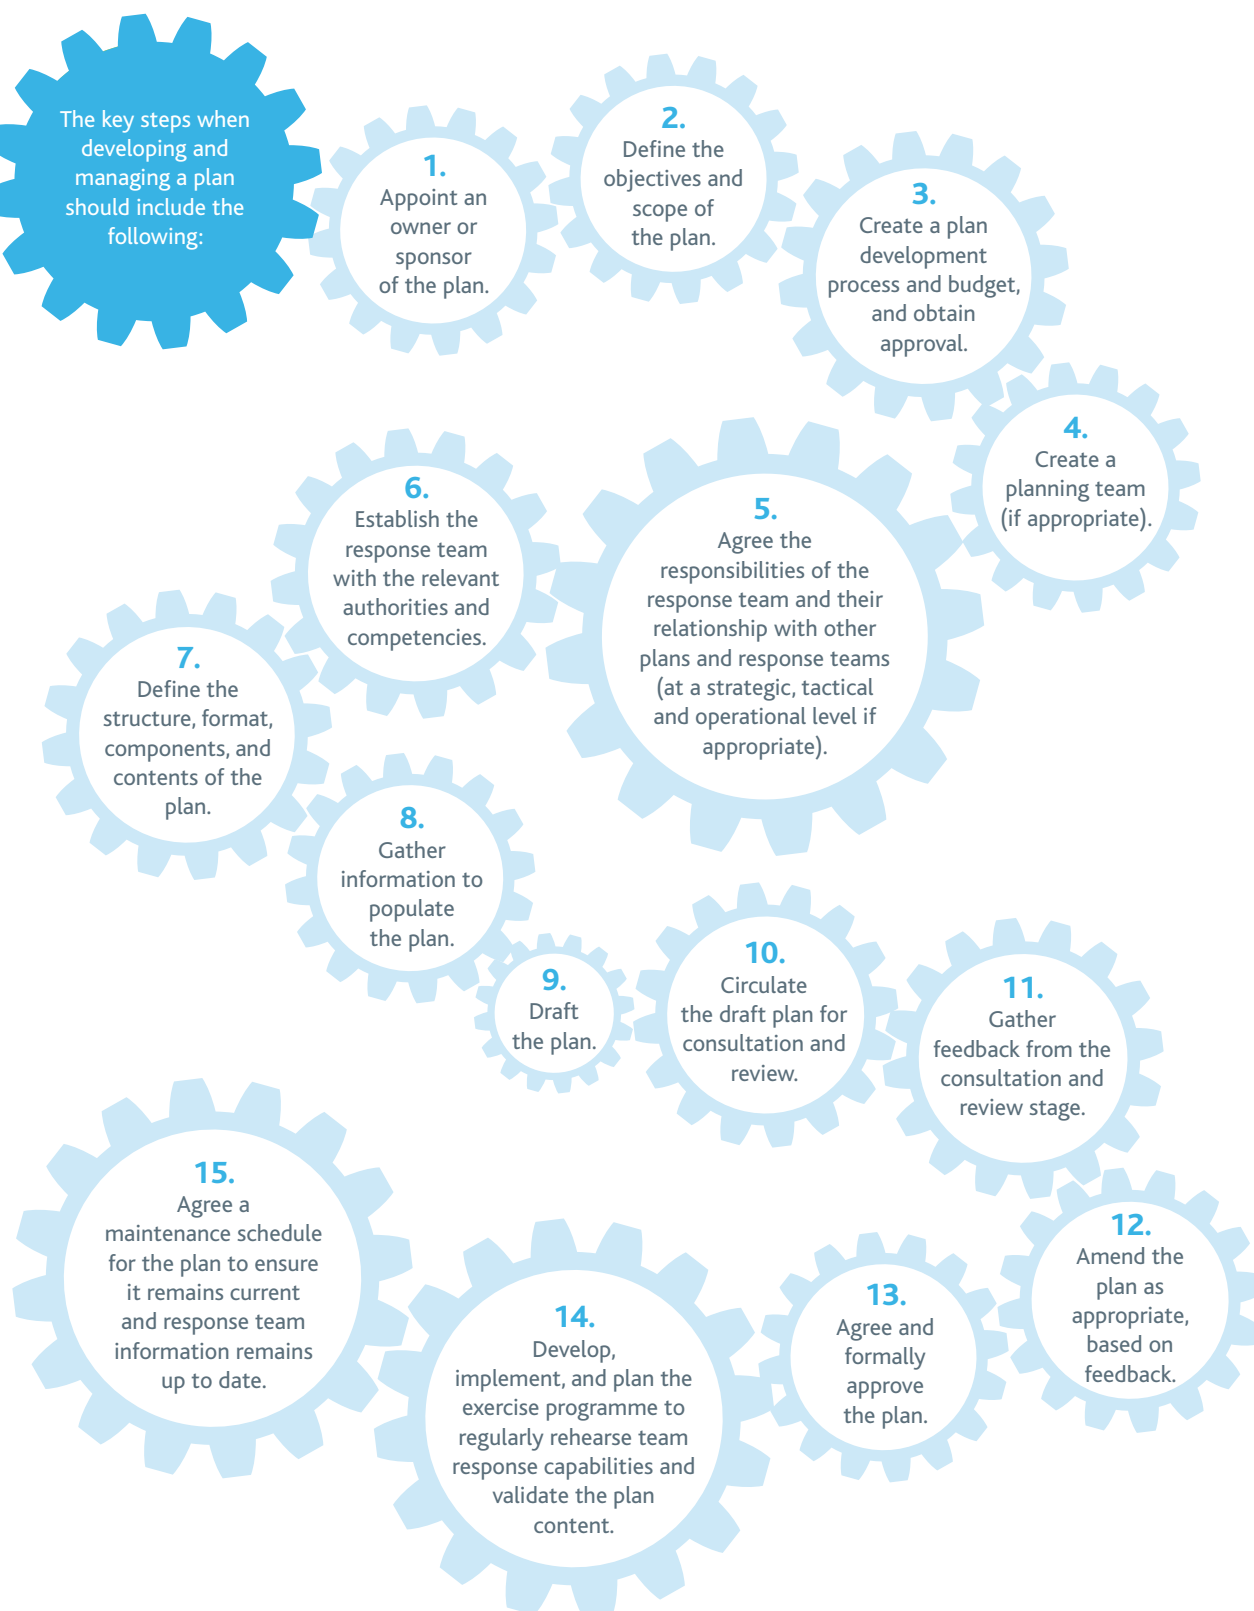 The key steps when
developing and
managing a plan
should include the
following:
1.
Appoint an
owner or
sponsor
of the plan.
2.
Define the
objectives and
scope of
the plan.
3.
Create a plan
development
process and budget,
and obtain
approval.
4.
Create a
planning team
(if appropriate).
5.
Agree the
responsibilities of the
response team and their
relationship with other
plans and response teams
(at a strategic, tactical
and operational level if
appropriate).
6.
Establish the
response team
with the relevant
authorities and
competencies.
7.
Define the
structure, format,
components, and
contents of the
plan.
8.
Gather
information to
populate
the plan.
9.
Draft
the plan.
10.
Circulate
the draft plan for
consultation and
review.
11.
Gather
feedback from the
consultation and
review stage.
12.
Amend the
plan as
appropriate,
based on
feedback.
13.
Agree and
formally
approve
the plan.
14.
Develop,
implement, and plan the
exercise programme to
regularly rehearse team
response capabilities and
validate the plan
content.
15.
Agree a
maintenance schedule
for the plan to ensure
it remains current
and response team
information remains
up to date.